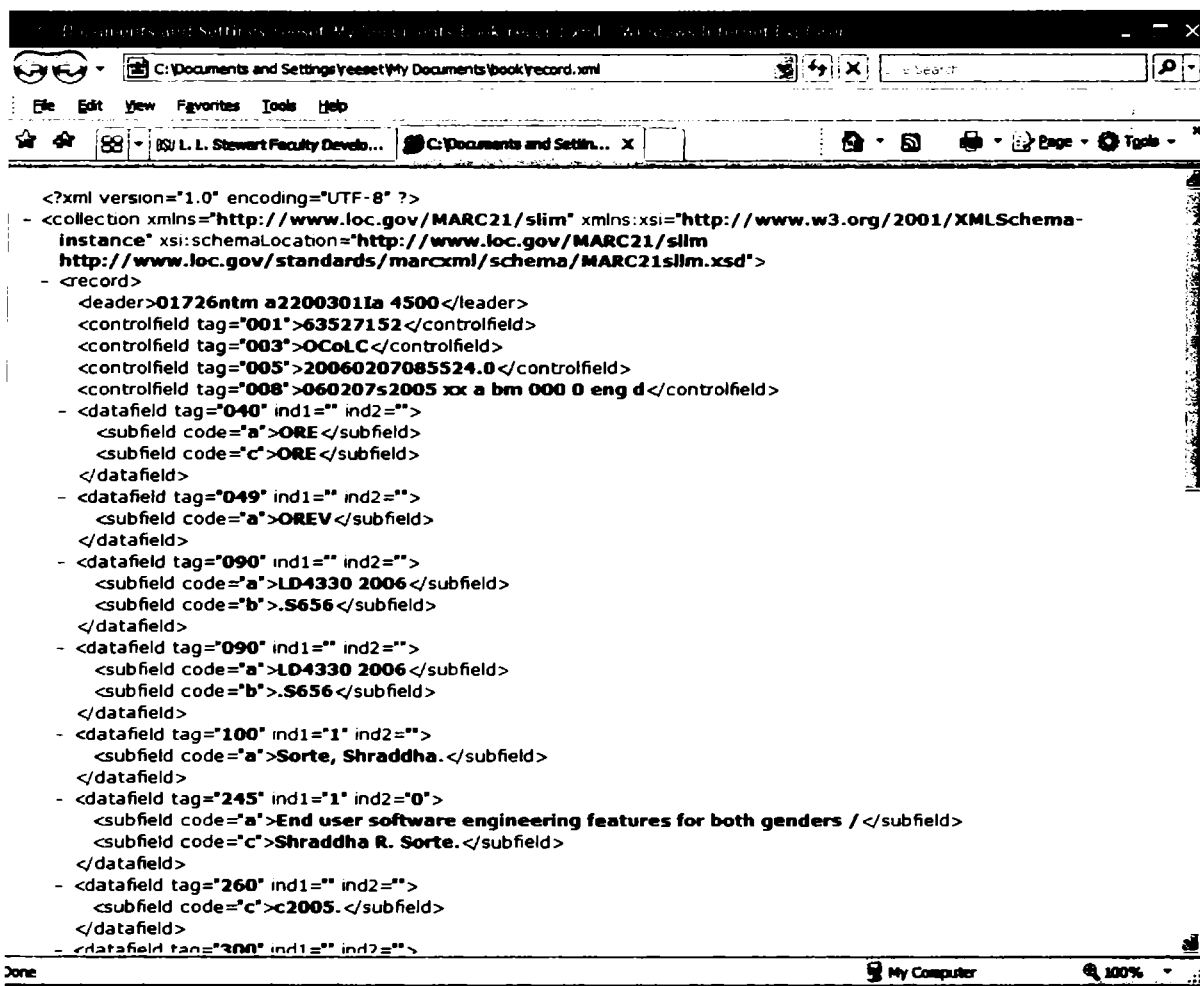 C:\Documents and Settings\reeset\My Documents\book\record.xml
File Edit View Favorites Tools Help
L. L. Stewart Faculty Develo... C:\Documents and Settin... X Page Tools
<?xml version="1.0" encoding="UTF-8" ?>
- <collection xmlns="http://www.loc.gov/MARC21/slim" xmlns:xsi="http://www.w3.org/2001/XMLSchema-
instance" xsi:schemaLocation="http://www.loc.gov/MARC21/slim
http://www.loc.gov/standards/marcxml/schema/MARC21slim.xsd">
- <record>
<leader>01726ntm a2200301Ia 4500</leader>
<controlfield tag="001">63527152</controlfield>
<controlfield tag="003">OCoLC</controlfield>
<controlfield tag="005">20060207085524.0</controlfield>
<controlfield tag="008">060207s2005 xx a bm 000 0 eng d</controlfield>
- <datafield tag="040" ind1="" ind2="">
<subfield code="a">ORE</subfield>
<subfield code="c">ORE</subfield>
</datafield>
- <datafield tag="049" ind1="" ind2="">
<subfield code="a">OREV</subfield>
</datafield>
- <datafield tag="090" ind1="" ind2="">
<subfield code="a">LD4330 2006</subfield>
<subfield code="b">.S656</subfield>
</datafield>
- <datafield tag="090" ind1="" ind2="">
<subfield code="a">LD4330 2006</subfield>
<subfield code="b">.S656</subfield>
</datafield>
- <datafield tag="100" ind1="1" ind2="">
<subfield code="a">Sorte, Shraddha.</subfield>
</datafield>
- <datafield tag="245" ind1="1" ind2="0">
<subfield code="a">End user software engineering features for both genders /</subfield>
<subfield code="c">Shraddha R. Sorte.</subfield>
</datafield>
- <datafield tag="260" ind1="" ind2="">
<subfield code="c">c2005.</subfield>
</datafield>
- <datafield tag="300" ind1="" ind2="">
Done My Computer 100%